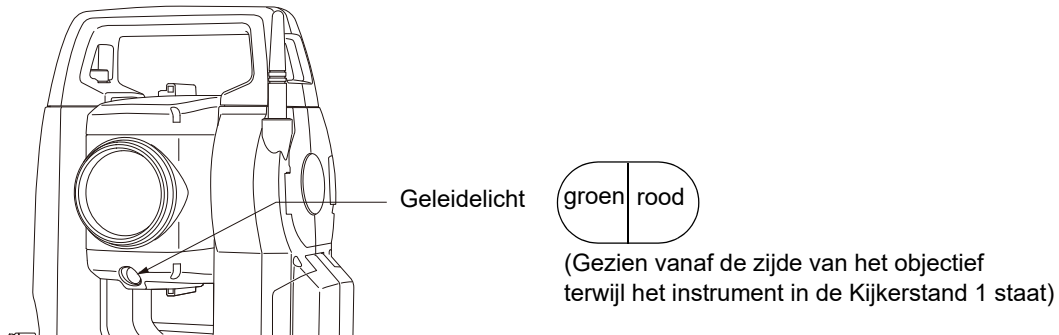 Geleidelicht
groen rood
(Gezien vanaf de zijde van het objectief
terwijl het instrument in de Kijkerstand 1 staat)